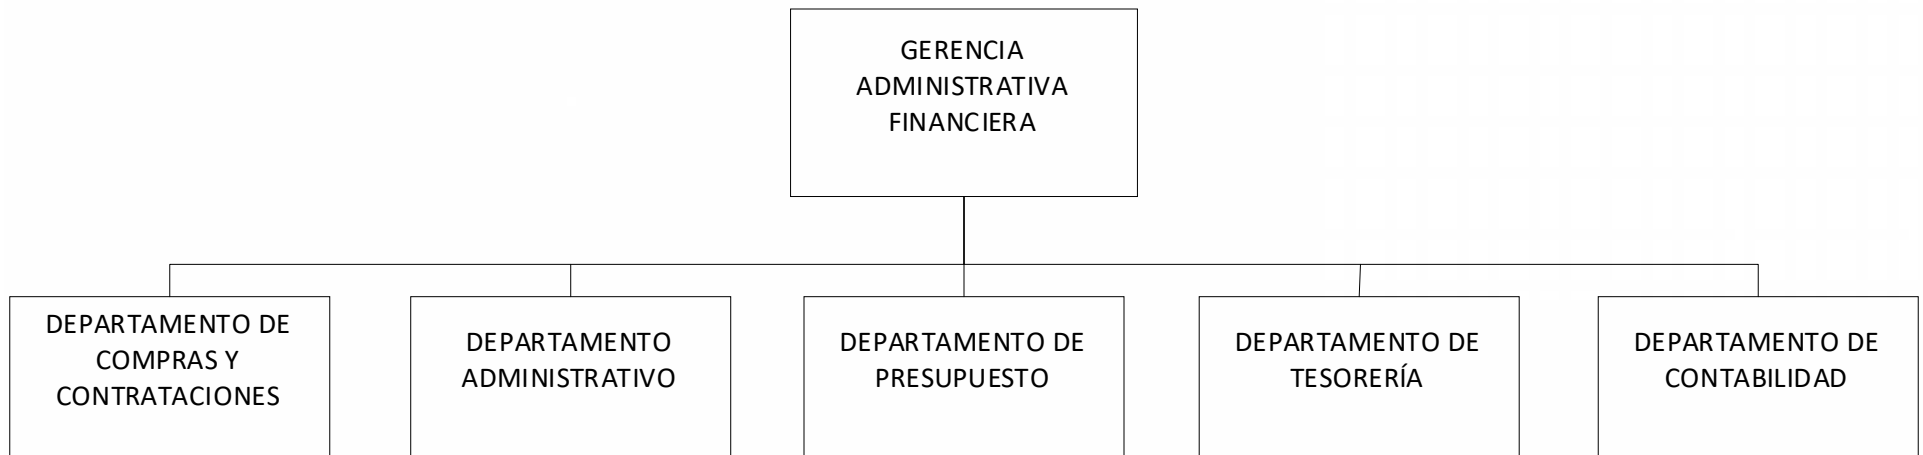 GERENCIA
ADMINISTRATIVA
FINANCIERA
DEPARTAMENTO DE
COMPRAS Y
CONTRATACIONES
DEPARTAMENTO
ADMINISTRATIVO
DEPARTAMENTO DE
PRESUPUESTO
DEPARTAMENTO DE
TESORERÍA
DEPARTAMENTO DE
CONTABILIDAD